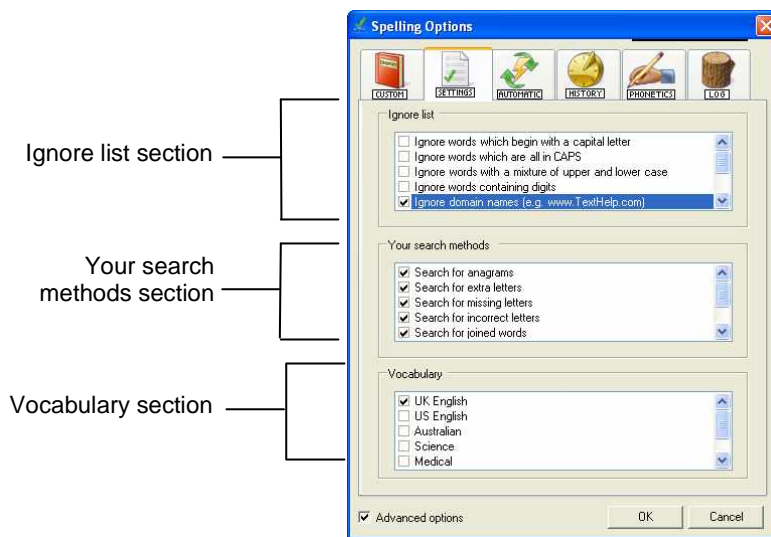 Spelling Options
CUSTOM SETTINGS AUTOMATIC HISTORY PHONETICS LOG
Ignore list section
Ignore list
Ignore words which begin with a capital letter
Ignore words which are all in CAPS
Ignore words with a mixture of upper and lower case
Ignore words containing digits
Ignore domain names (e.g. www.TextHelp.com)
Your search
methods section
Your search methods
Search for anagrams
Search for extra letters
Search for missing letters
Search for incorrect letters
Search for joined words
Vocabulary section
Vocabulary
UK English
US English
Australian
Science
Medical
Advanced options
OK
Cancel